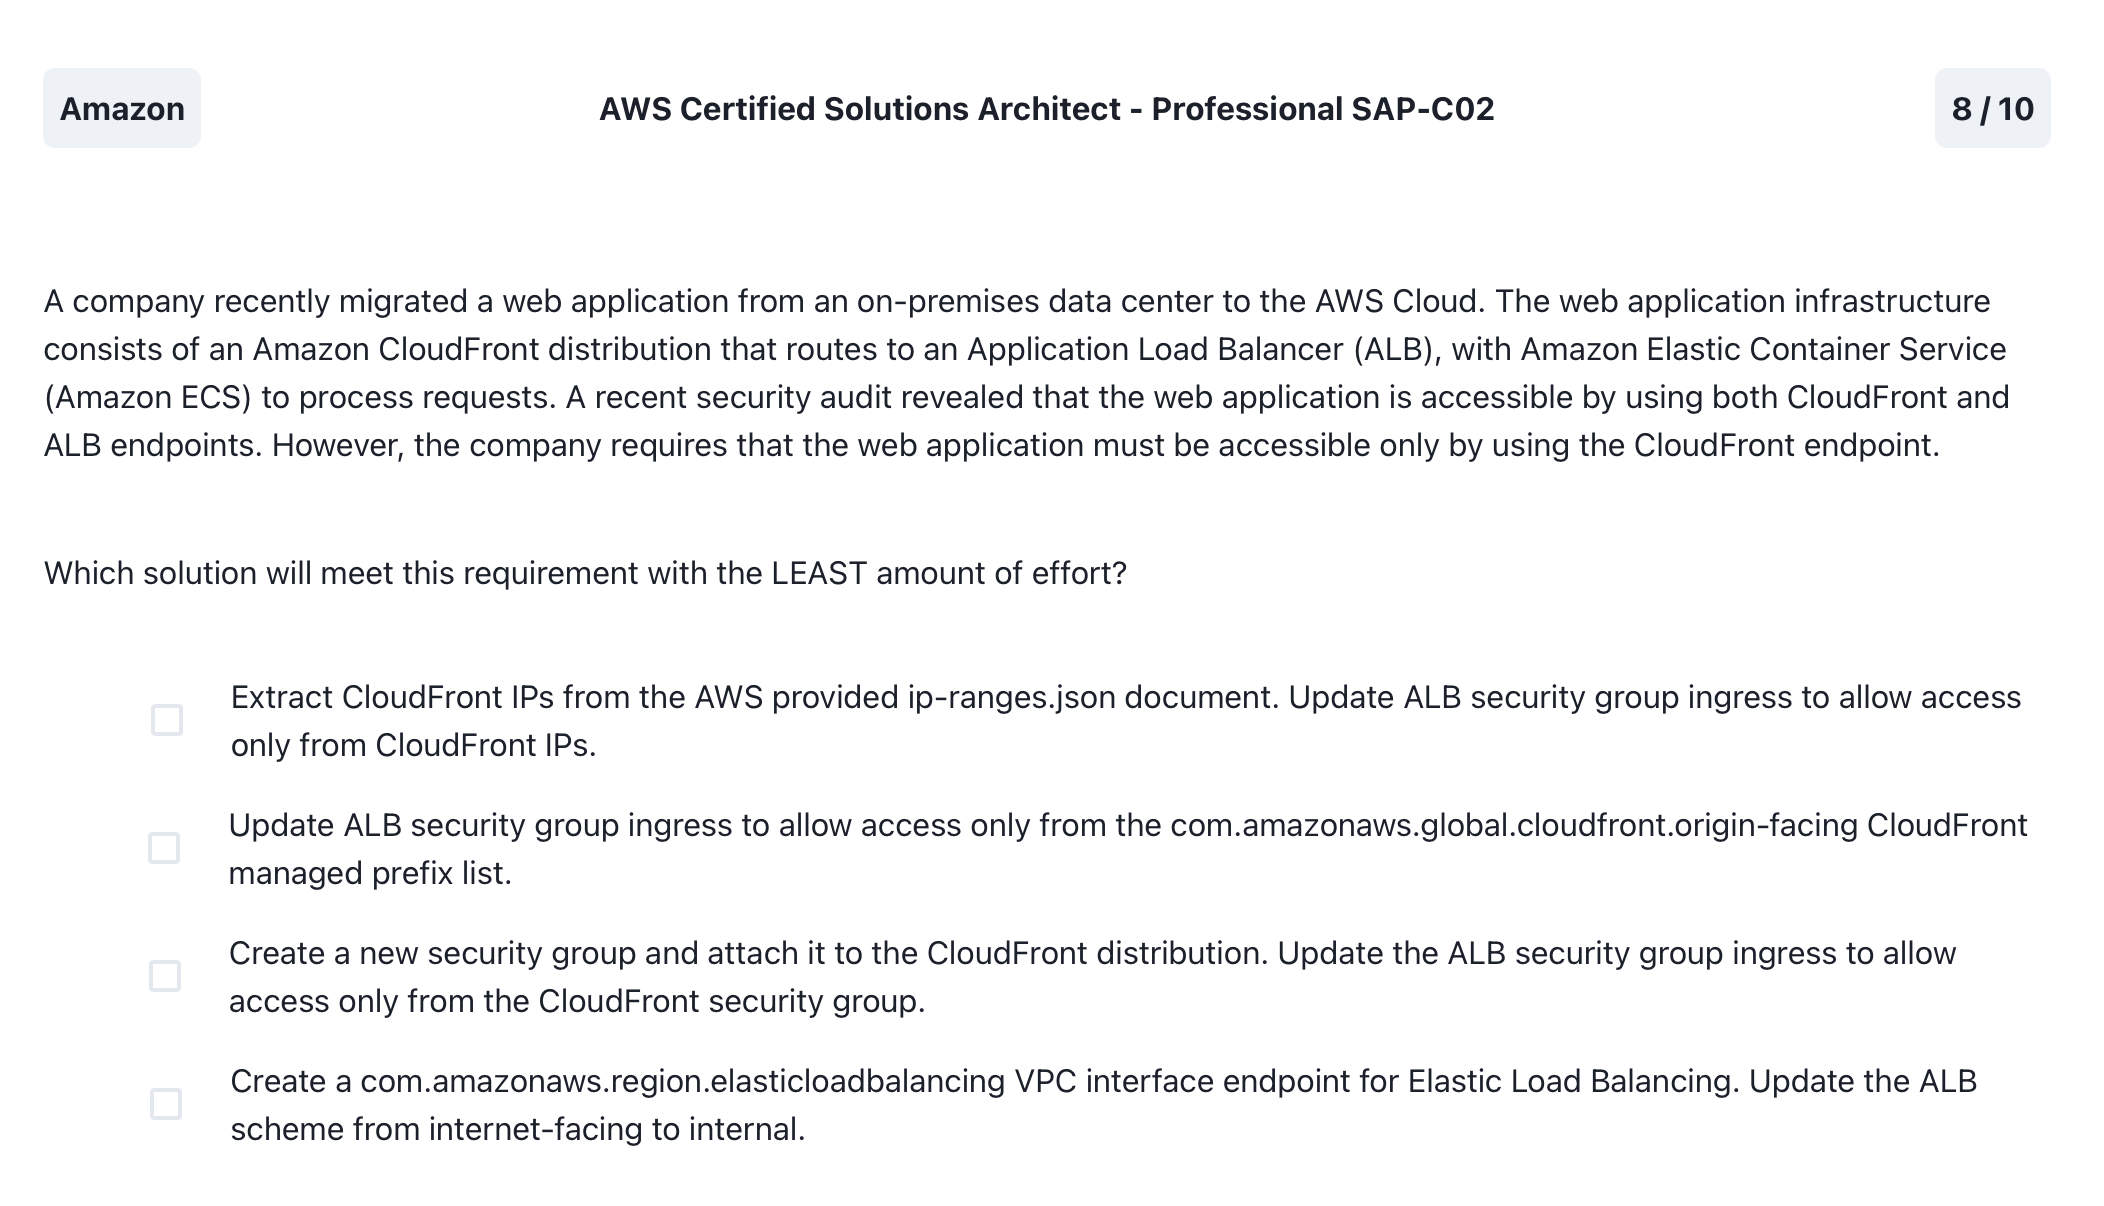 Amazon
AWS Certified Solutions Architect - Professional SAP-C02
8 / 10
A company recently migrated a web application from an on-premises data center to the AWS Cloud. The web application infrastructure
consists of an Amazon CloudFront distribution that routes to an Application Load Balancer (ALB), with Amazon Elastic Container Service
(Amazon ECS) to process requests. A recent security audit revealed that the web application is accessible by using both CloudFront and
ALB endpoints. However, the company requires that the web application must be accessible only by using the CloudFront endpoint.
Which solution will meet this requirement with the LEAST amount of effort?
Extract CloudFront IPs from the AWS provided ip-ranges.json document. Update ALB security group ingress to allow access
only from CloudFront IPs.
Update ALB security group ingress to allow access only from the com.amazonaws.global.cloudfront.origin-facing CloudFront
managed prefix list.
Create a new security group and attach it to the CloudFront distribution. Update the ALB security group ingress to allow
access only from the CloudFront security group.
Create a com.amazonaws.region.elasticloadbalancing VPC interface endpoint for Elastic Load Balancing. Update the ALB
scheme from internet-facing to internal.